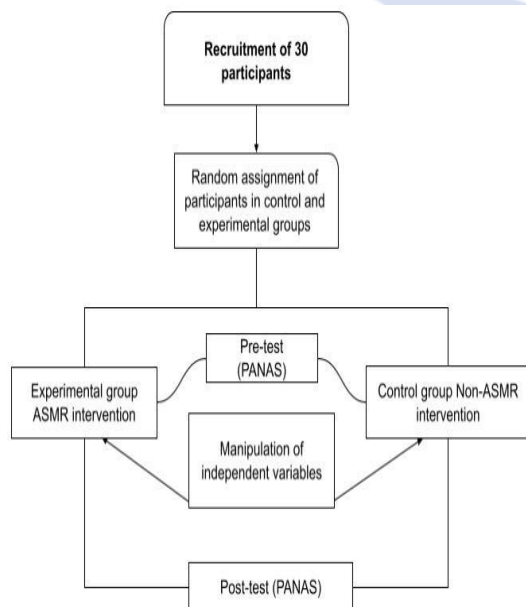 Recruitment of 30
participants
Random assignment of
participants in control and
experimental groups
Pre-test
(PANAS)
Experimental group
ASMR intervention
Control group Non-ASMR
intervention
Manipulation of
independent variables
Post-test (PANAS)